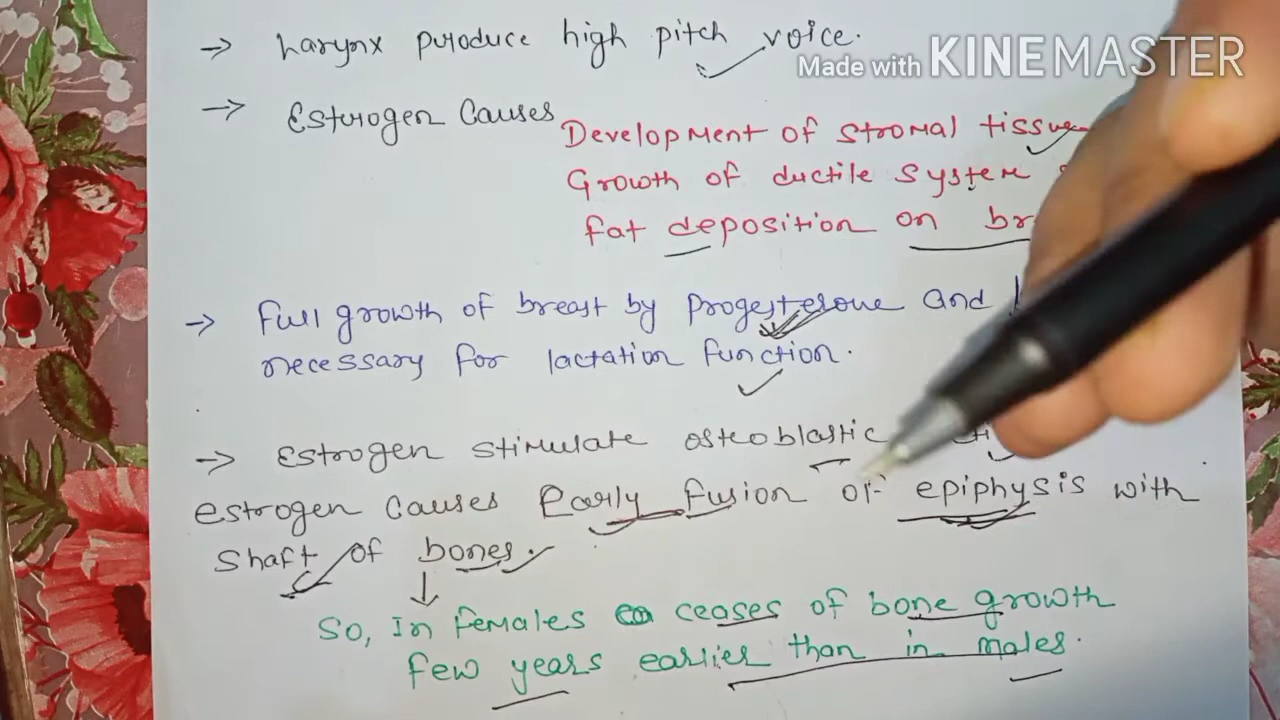 → Larynx produce high pitch voice.
Made with KINEMASTER
→ Estrogen Causes
Development of stromal tissue
Growth of ductile system
fat deposition on
→ Full growth of breast by progesterone and
necessary for lactation function.
→ Estrogen stimulate osteoblastic
estrogen causes Early fusion of epiphysis with
shaft of bones.
↓
So, In females ceases of bone growth
few years earlier than in males.